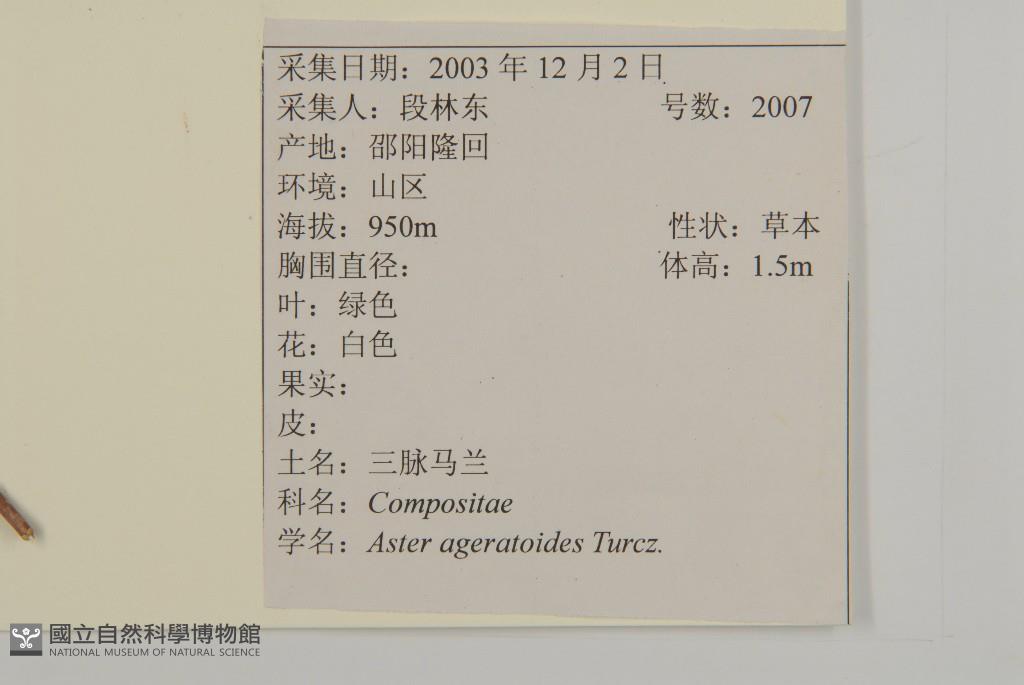 采集日期：2003 年 12 月 2 日
采集人：段林东 号数：2007
产地：邵阳隆回
环境：山区
海拔：950m 性状：草本
胸围直径： 体高：1.5m
叶：绿色
花：白色
果实：
皮：
土名：三脉马兰
科名：Compositae
学名：Aster ageratoides Turcz.
國立自然科學博物館
NATIONAL MUSEUM OF NATURAL SCIENCE